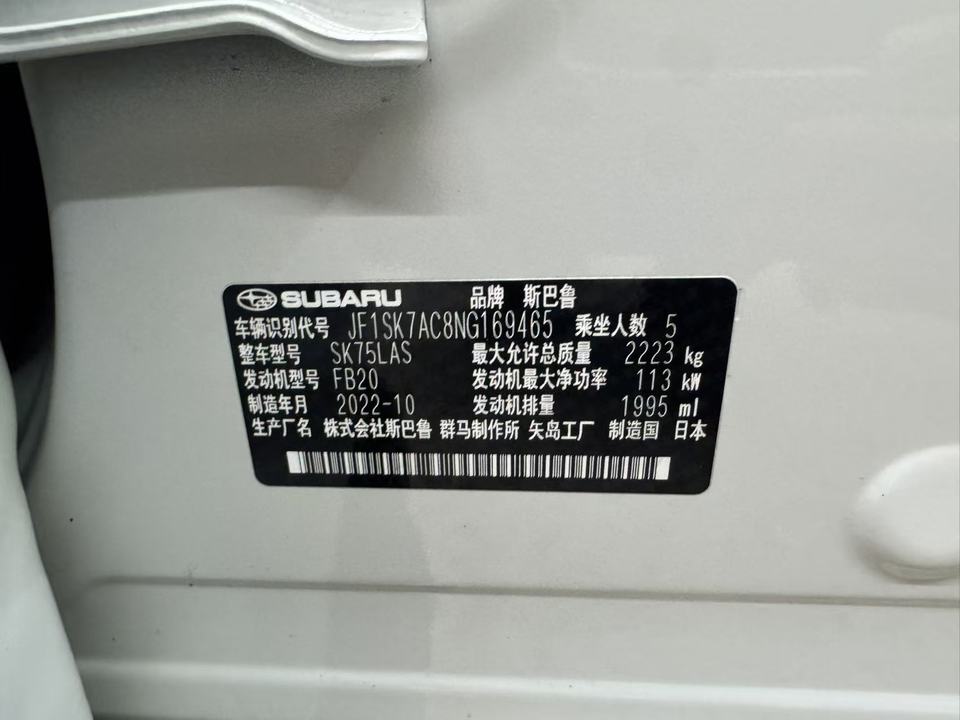 SUBARU 品牌 斯巴鲁
车辆识别代号 JF1SK7AC8NG169465 乘坐人数 5
整车型号 SK75LAS 最大允许总质量 2223 kg
发动机型号 FB20 发动机最大净功率 113 kW
制造年月 2022-10 发动机排量 1995 ml
生产厂名 株式会社斯巴鲁 群马制作所 矢岛工厂 制造国 日本